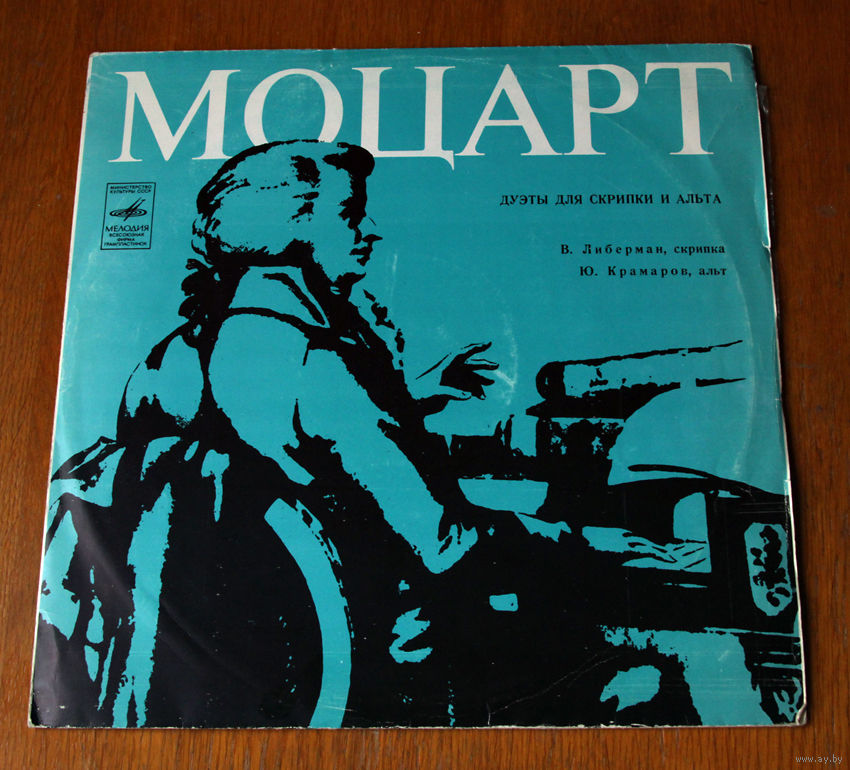 МОЦАРТ
МИНИСТЕРСТВО
КУЛЬТУРЫ СССР
МЕЛОДИЯ
ВСЕСОЮЗНАЯ
ФИРМА
ГРАМПЛАСТИНОК
ДУЭТЫ ДЛЯ СКРИПКИ И АЛЬТА
В. Либерман, скрипка
Ю. Крамаров, альт
www.ay.by